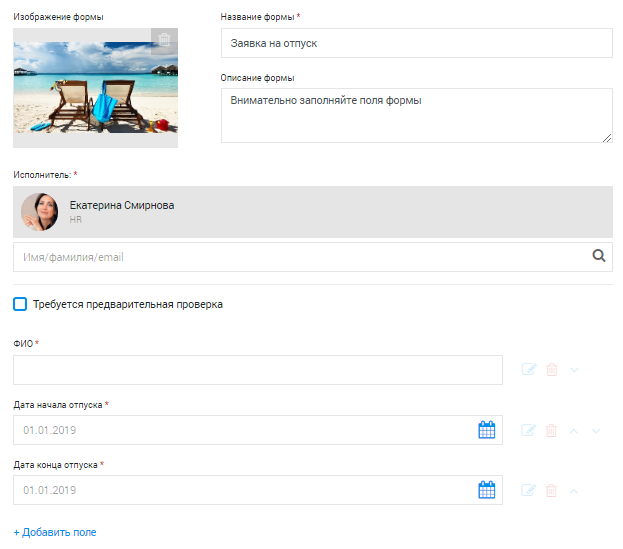 Изображение формы
Название формы *
Заявка на отпуск
Описание формы
Внимательно заполняйте поля формы
Исполнитель: *
Екатерина Смирнова
HR
Имя/фамилия/email
Требуется предварительная проверка
ФИО *
Дата начала отпуска *
01.01.2019
Дата конца отпуска *
01.01.2019
+ Добавить поле